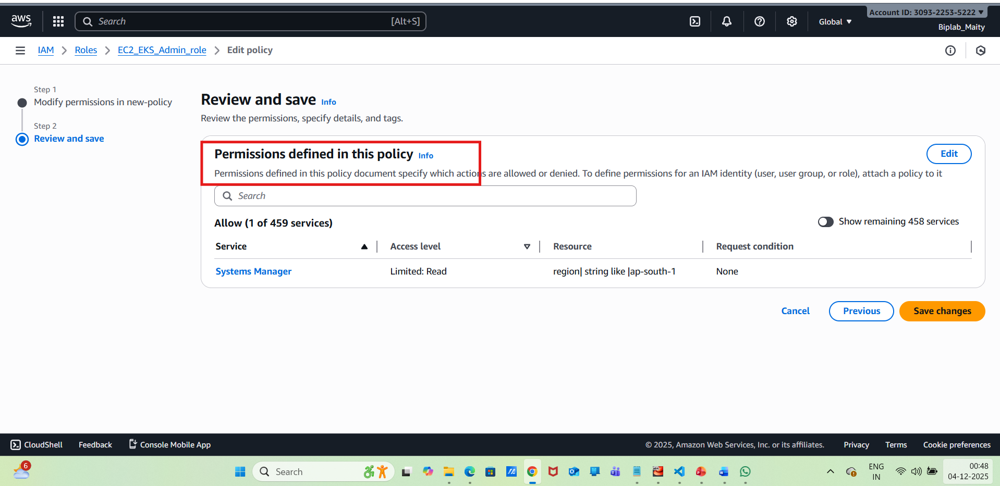 aws
Search
[Alt+S]
Global
Account ID: 3093-2253-5222
Biplab_Maity
IAM
Roles
EC2_EKS_Admin_role
Edit policy
Step 1
Modify permissions in new-policy
Step 2
Review and save
Review and save Info
Review the permissions, specify details, and tags.
Permissions defined in this policy Info
Edit
Permissions defined in this policy document specify which actions are allowed or denied. To define permissions for an IAM identity (user, user group, or role), attach a policy to it
Search
Allow (1 of 459 services)
Show remaining 458 services
Service Access level Resource Request condition
Systems Manager Limited: Read region| string like |ap-south-1 None
Cancel Previous Save changes
CloudShell Feedback Console Mobile App © 2025, Amazon Web Services, Inc. or its affiliates. Privacy Terms Cookie preferences
6
Search
ENG
IN
00:48
04-12-2025